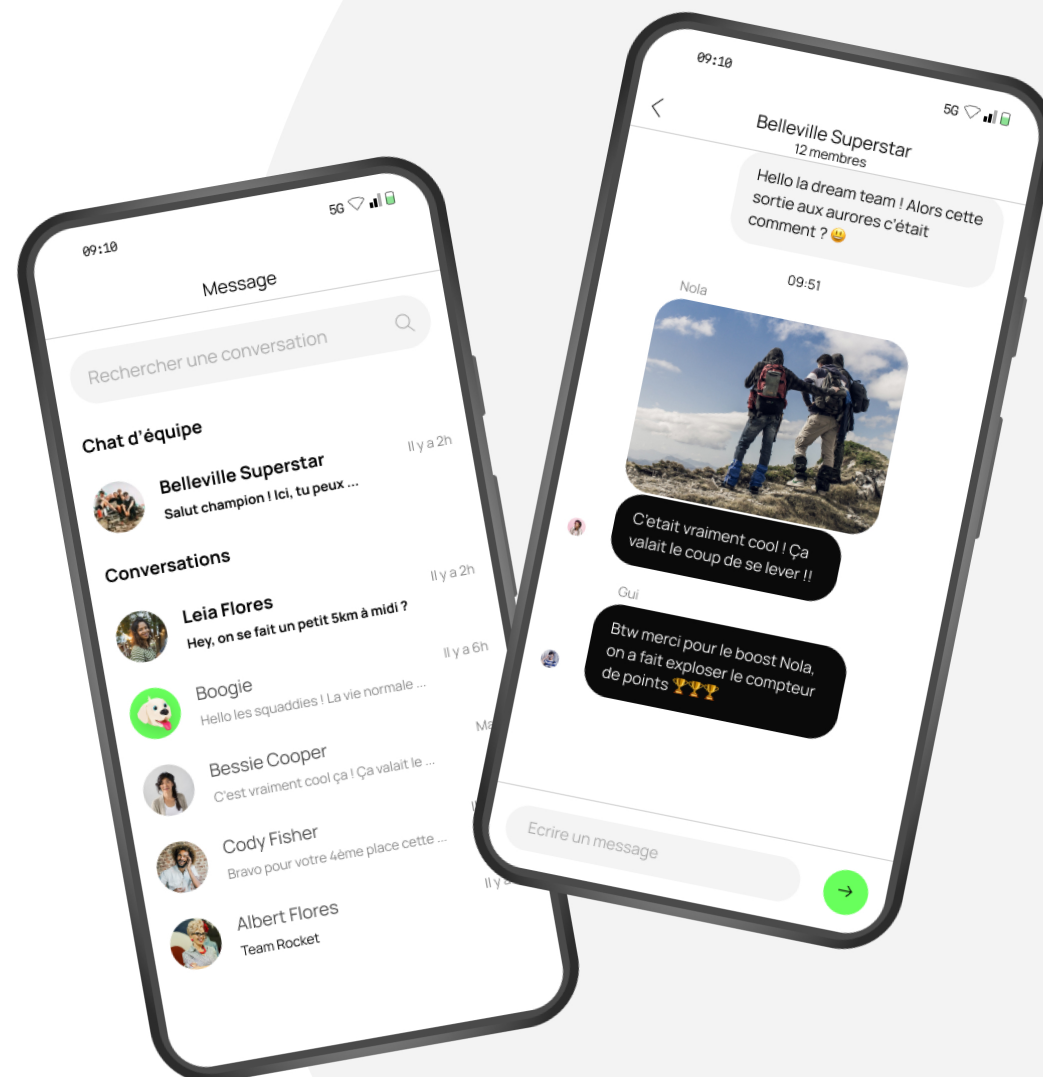 09:10
5G
Message
Rechercher une conversation
Chat d'équipe
Belleville Superstar
Il y a 2h
Salut champion ! Ici, tu peux ...
Conversations
Leia Flores
Il y a 2h
Hey, on se fait un petit 5km à midi ?
Boogie
Il y a 6h
Hello les squaddies ! La vie normale ...
Bessie Cooper
C'est vraiment cool ça ! Ça valait le ...
Cody Fisher
Bravo pour votre 4ème place cette ...
Albert Flores
Il y
Team Rocket
09:10
5G
Belleville Superstar
12 membres
Hello la dream team ! Alors cette
sortie aux aurores c'était
comment ? 😃
09:51
Nola
C'etait vraiment cool ! Ça
valait le coup de se lever !!
Gui
Btw merci pour le boost Nola,
on a fait exploser le compteur
de points 🏆🏆🏆
Ecrire un message